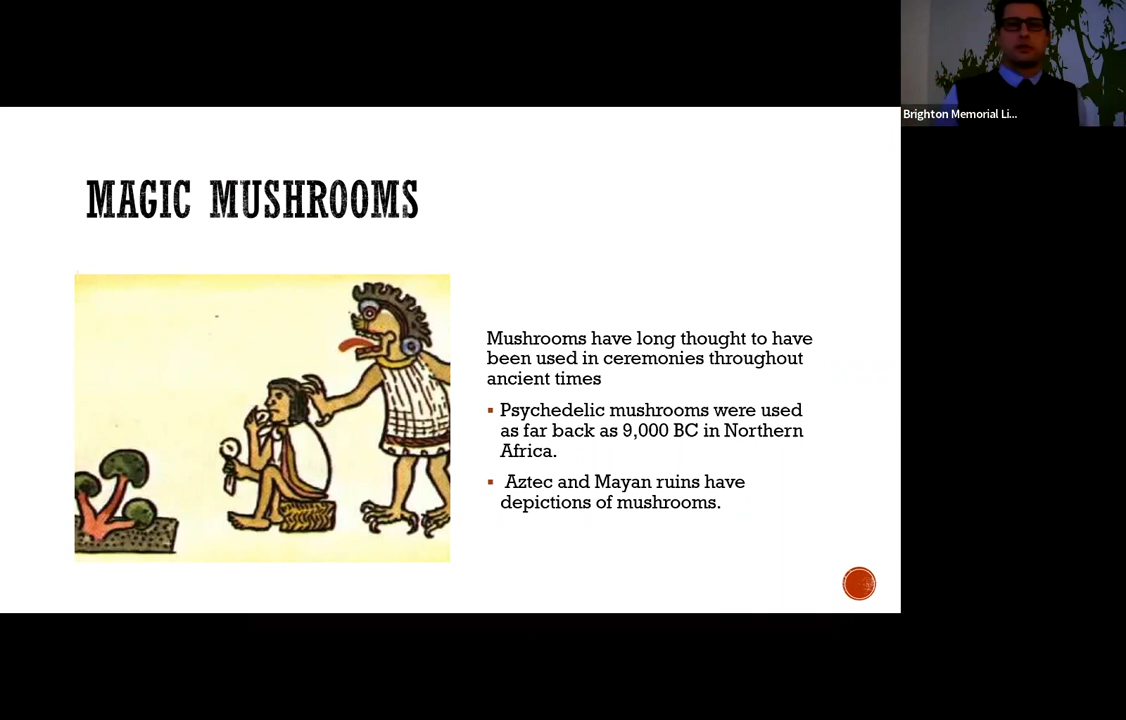 Brighton Memorial Li...
MAGIC MUSHROOMS
Mushrooms have long thought to have
been used in ceremonies throughout
ancient times
▪ Psychedelic mushrooms were used
as far back as 9,000 BC in Northern
Africa.
▪ Aztec and Mayan ruins have
depictions of mushrooms.